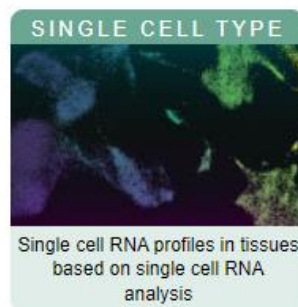 SINGLE CELL TYPE
Single cell RNA profiles in tissues
based on single cell RNA
analysis